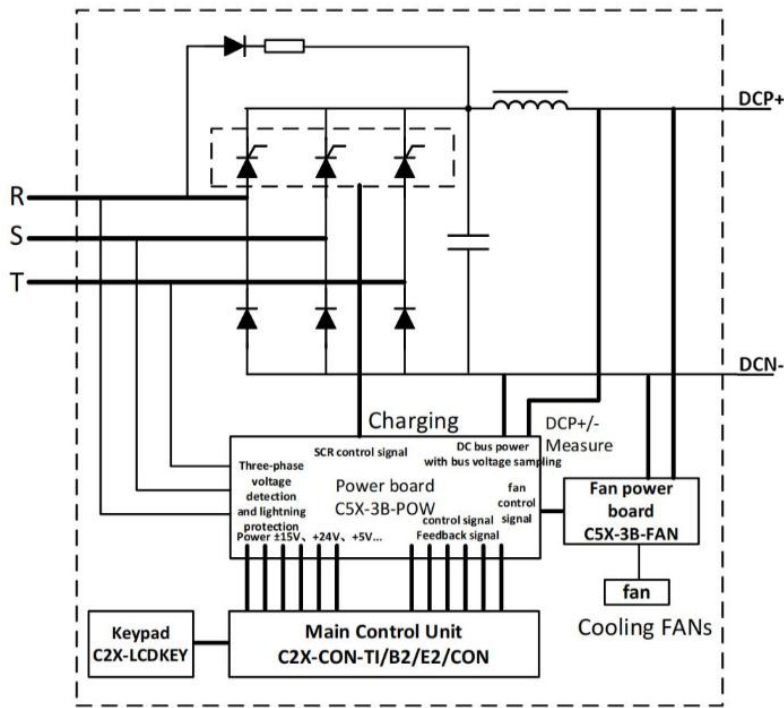 DCP+
R
S
T
DCN-
Charging
DCP+/-
Measure
SCR control signal
DC bus power
with bus voltage sampling
Three-phase
voltage
detection
and lightning
protection
Power board
C5X-3B-POW
fan
control
signal
control signal
Feedback signal
Power ±15V、+24V、+5V...
Fan power
board
C5X-3B-FAN
fan
Cooling FANs
Keypad
C2X-LCDKEY
Main Control Unit
C2X-CON-TI/B2/E2/CON